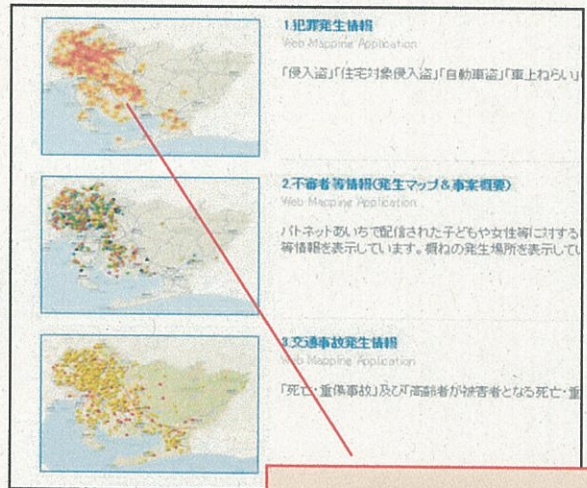 1.犯罪発生情報
Web Mapping Application
「侵入盗」「住宅対象侵入盗」「自動車盗」「車上ねらい」
2.不審者等情報(発生マップ&事案概要)
Web Mapping Application
パトネットあいちで配信された子どもや女性等に対する
等情報を表示しています。概ねの発生場所を表示してい
3.交通事故発生情報
Web Mapping Application
「死亡・重傷事故」及び「高齢者が被害者となる死亡・重